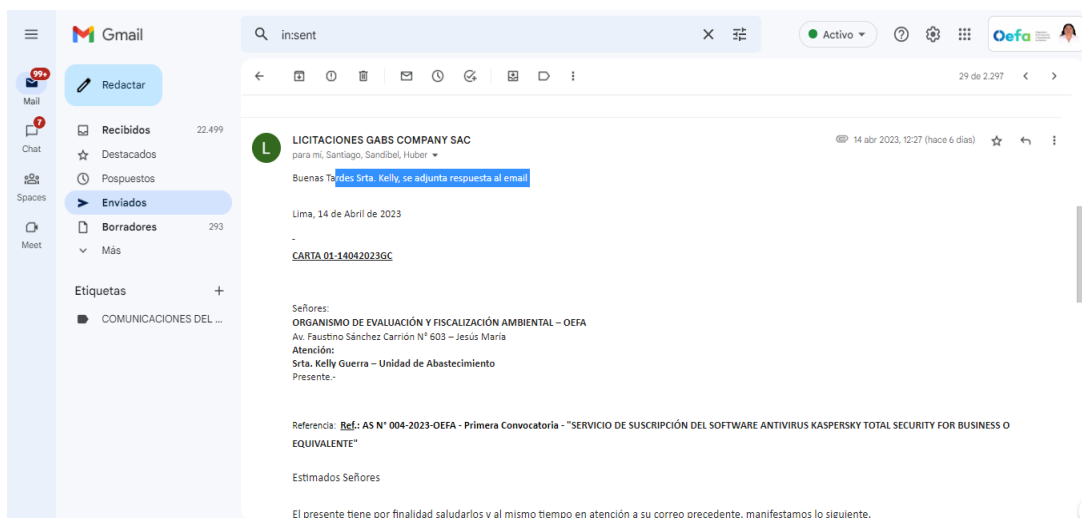 Gmail
in:sent
Activo
Oefa
99+
Mail
Redactar
29 de 2.297
7
Chat
Spaces
Meet
Recibidos 22.499
Destacados
Pospuestos
Enviados
Borradores 293
Más
Etiquetas
COMUNICACIONES DEL ...
L
LICITACIONES GABS COMPANY SAC
14 abr 2023, 12:27 (hace 6 días)
para mí, Santiago, Sandibel, Huber
Buenas Tardes Srta. Kelly, se adjunta respuesta al email
Lima, 14 de Abril de 2023
-
CARTA 01-14042023GC
Señores:
ORGANISMO DE EVALUACIÓN Y FISCALIZACIÓN AMBIENTAL – OEFA
Av. Faustino Sánchez Carrión N° 603 – Jesús María
Atención:
Srta. Kelly Guerra – Unidad de Abastecimiento
Presente.-
Referencia: Ref.: AS N° 004-2023-OEFA - Primera Convocatoria - "SERVICIO DE SUSCRIPCIÓN DEL SOFTWARE ANTIVIRUS KASPERSKY TOTAL SECURITY FOR BUSINESS O
EQUIVALENTE"
Estimados Señores
El presente tiene por finalidad saludarlos y al mismo tiempo en atención a su correo precedente, manifestamos lo siguiente.